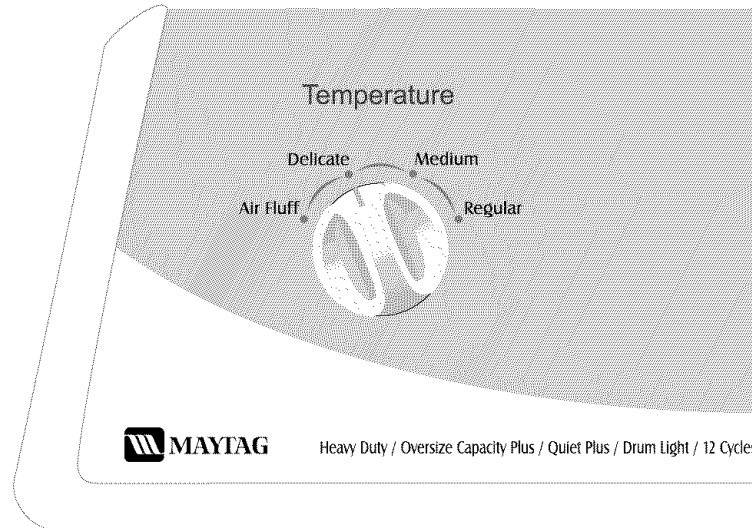 Temperature
Delicate Medium
Air Fluff Regular
MAYTAG Heavy Duty / Oversize Capacity Plus / Quiet Plus / Drum Light / 12 Cycles